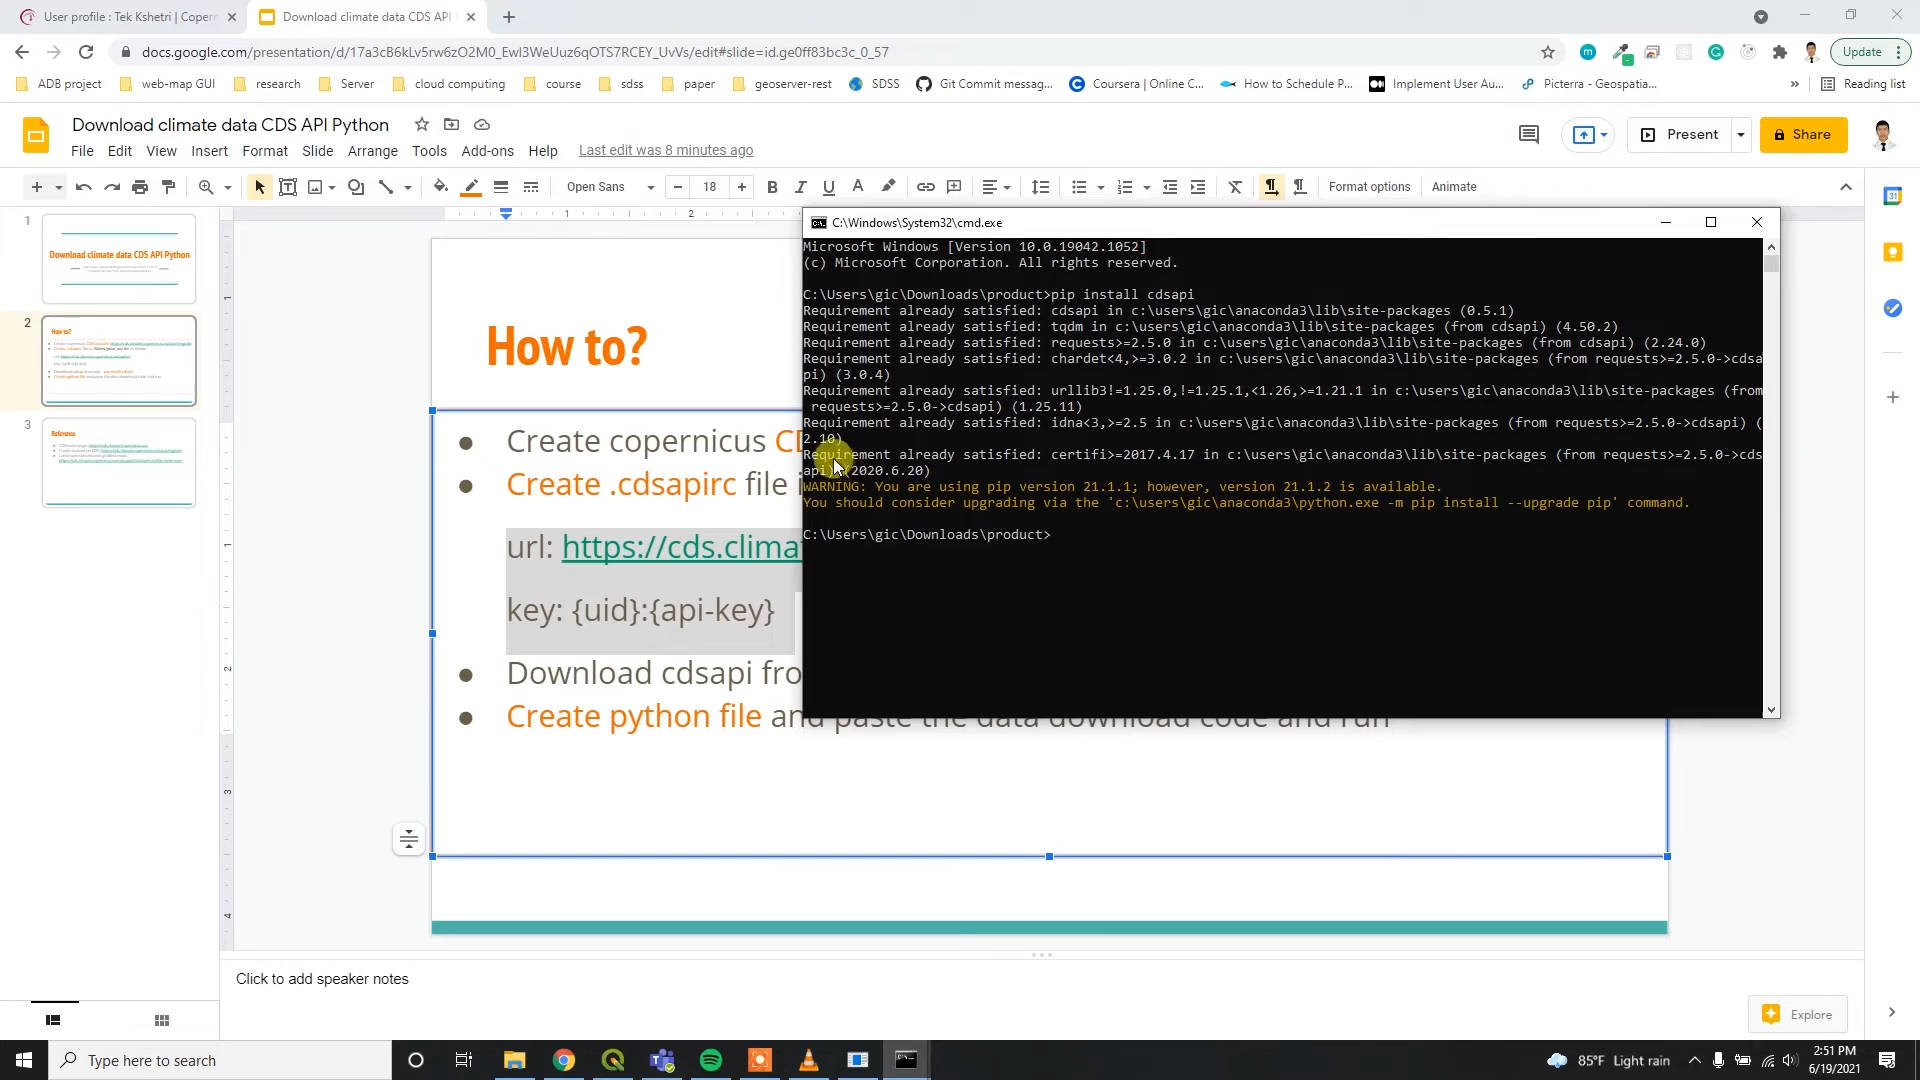 User profile : Tek Kshetri | Copern
Download climate data CDS API
docs.google.com/presentation/d/17a3cB6kLv5rw6zO2M0_EwI3WeUuz6qOTS7RCEY_UvVs/edit#slide=id.ge0ff83bc3c_0_57
Update
ADB project
web-map GUI
research
Server
cloud computing
course
sdss
paper
geoserver-rest
SDSS
Git Commit messag...
Coursera | Online C...
How to Schedule P...
Implement User Au...
Picterra - Geospatia...
»
Reading list
Download climate data CDS API Python
File Edit View Insert Format Slide Arrange Tools Add-ons Help Last edit was 8 minutes ago
Present
Share
Open Sans
18
Format options
Animate
1
Download climate data CDS API Python
2
How to?
3
Reference
C:\Windows\System32\cmd.exe
Microsoft Windows [Version 10.0.19042.1052]
(c) Microsoft Corporation. All rights reserved.
C:\Users\gic\Downloads\product>pip install cdsapi
Requirement already satisfied: cdsapi in c:\users\gic\anaconda3\lib\site-packages (0.5.1)
Requirement already satisfied: tqdm in c:\users\gic\anaconda3\lib\site-packages (from cdsapi) (4.50.2)
Requirement already satisfied: requests>=2.5.0 in c:\users\gic\anaconda3\lib\site-packages (from cdsapi) (2.24.0)
Requirement already satisfied: chardet<4,>=3.0.2 in c:\users\gic\anaconda3\lib\site-packages (from requests>=2.5.0->cdsa
pi) (3.0.4)
Requirement already satisfied: urllib3!=1.25.0,!=1.25.1,<1.26,>=1.21.1 in c:\users\gic\anaconda3\lib\site-packages (from
requests>=2.5.0->cdsapi) (1.25.11)
Requirement already satisfied: idna<3,>=2.5 in c:\users\gic\anaconda3\lib\site-packages (from requests>=2.5.0->cdsapi) (
2.10)
Requirement already satisfied: certifi>=2017.4.17 in c:\users\gic\anaconda3\lib\site-packages (from requests>=2.5.0->cds
api) (2020.6.20)
WARNING: You are using pip version 21.1.1; however, version 21.1.2 is available.
You should consider upgrading via the 'c:\users\gic\anaconda3\python.exe -m pip install --upgrade pip' command.
C:\Users\gic\Downloads\product>
How to?
● Create copernicus CD
● Create .cdsapirc file i
url: https://cds.clima
key: {uid}:{api-key}
● Download cdsapi fro
● Create python file and paste the data download code and run
Click to add speaker notes
Explore
Type here to search
85°F Light rain
2:51 PM
6/19/2021